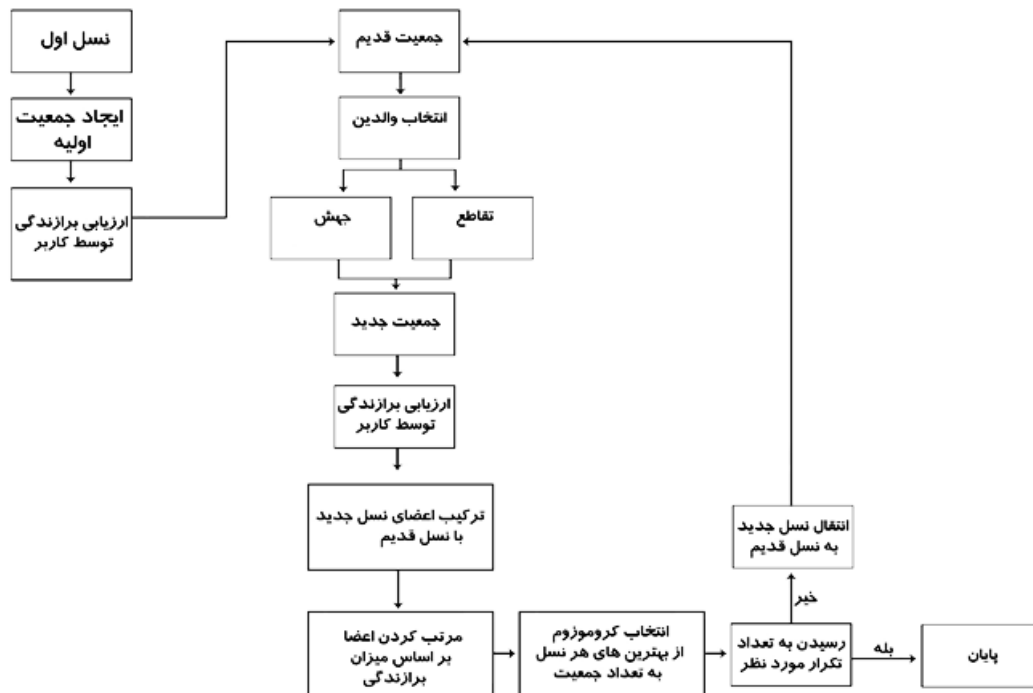 نسل اول
ایجاد جمعیت
اولیه
ارزیابی برازندگی
توسط کاربر
جمعیت قدیم
انتخاب والدین
جهش
تقاطع
جمعیت جدید
ارزیابی برازندگی
توسط کاربر
ترکیب اعضای نسل جدید
با نسل قدیم
مرتب کردن اعضا
بر اساس میزان
برازندگی
انتخاب کروموزوم
از بهترین های هر نسل
به تعداد جمعیت
رسیدن به تعداد
تکرار مورد نظر
خیر
انتقال نسل جدید
به نسل قدیم
بله
پایان